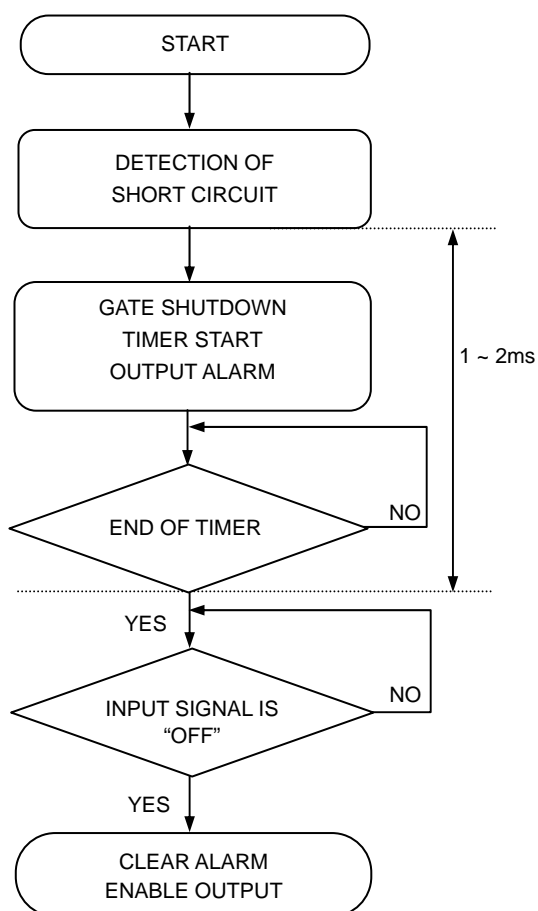 START
DETECTION OF
SHORT CIRCUIT
GATE SHUTDOWN
TIMER START
OUTPUT ALARM
1 ~ 2ms
END OF TIMER
NO
YES
INPUT SIGNAL IS
“OFF”
NO
YES
CLEAR ALARM
ENABLE OUTPUT